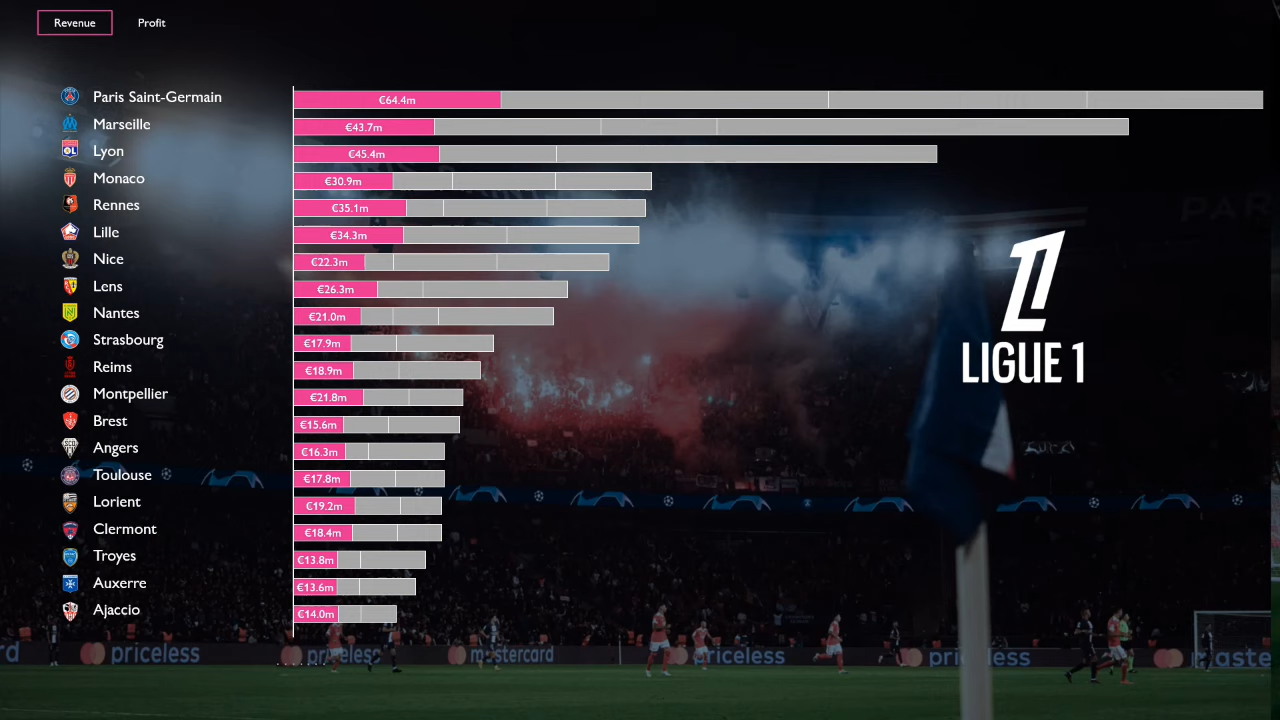 Revenue Profit
Paris Saint-Germain €64.4m
Marseille €43.7m
Lyon €45.4m
Monaco €30.9m
Rennes €35.1m
Lille €34.3m
Nice €22.3m
Lens €26.3m
Nantes €21.0m
Strasbourg €17.9m
Reims €18.9m
Montpellier €21.8m
Brest €15.6m
Angers €16.3m
Toulouse €17.8m
Lorient €19.2m
Clermont €18.4m
Troyes €13.8m
Auxerre €13.6m
Ajaccio €14.0m
LIGUE 1
priceless mastercard priceless priceless